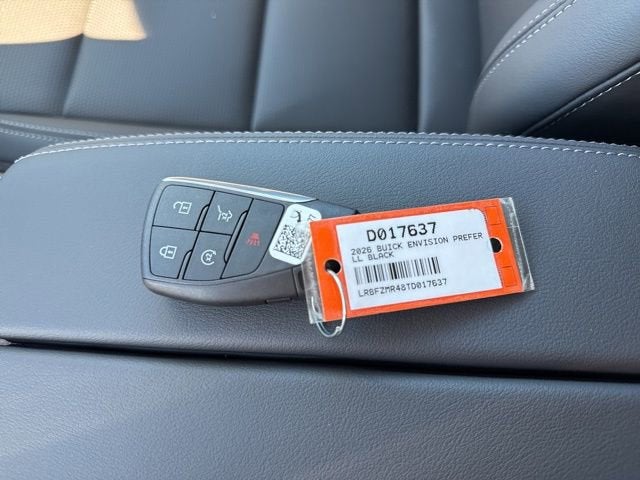 D017637
2026 BUICK ENVISION PREFER
LL BLACK
LRBFZMR48TD017637